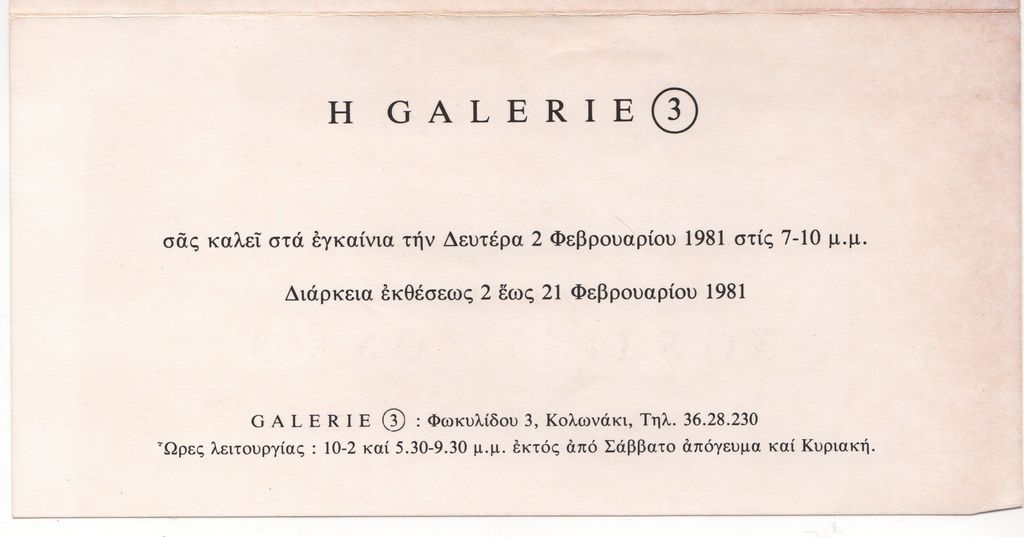 Η GALERIE ③
σᾶς καλεῖ στά ἐγκαίνια τήν Δευτέρα 2 Φεβρουαρίου 1981 στίς 7-10 μ.μ.
Διάρκεια ἐκθέσεως 2 ἕως 21 Φεβρουαρίου 1981
GALERIE ③ : Φωκυλίδου 3, Κολωνάκι, Τηλ. 36.28.230
Ὧρες λειτουργίας : 10-2 καί 5.30-9.30 μ.μ. ἐκτός ἀπό Σάββατο ἀπόγευμα καί Κυριακή.